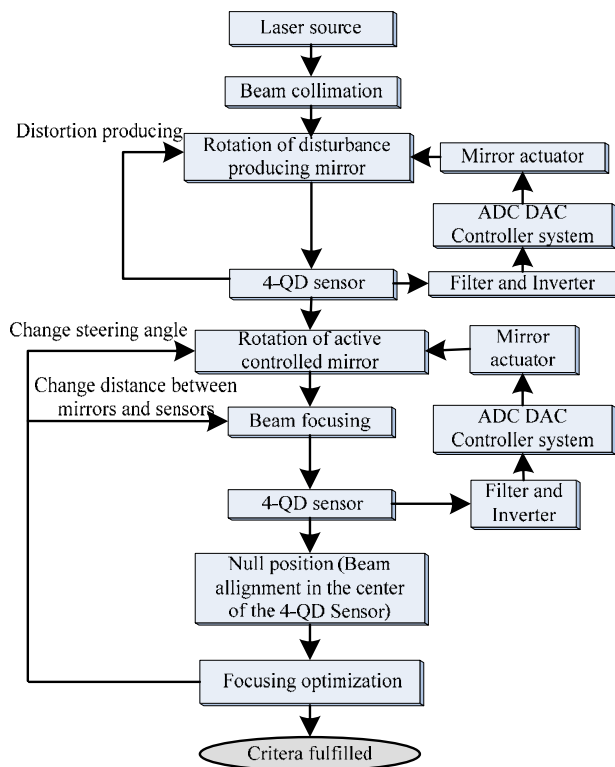 Laser source
Beam collimation
Distortion producing
Rotation of disturbance
producing mirror
Mirror actuator
ADC DAC
Controller system
4-QD sensor
Filter and Inverter
Change steering angle
Rotation of active
controlled mirror
Mirror
actuator
Change distance between
mirrors and sensors
Beam focusing
ADC DAC
Controller system
4-QD sensor
Filter and
Inverter
Null position (Beam
allignment in the center
of the 4-QD Sensor)
Focusing optimization
Critera fulfilled